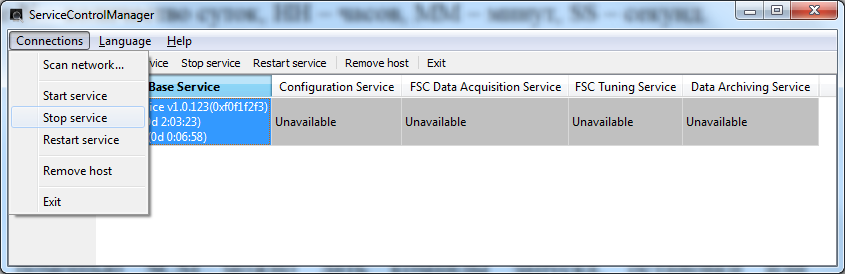 ServiceControlManager
суток, HH – часов, MM – минут, SS – секунд.
Connections Language Help
Stop service Restart service Remove host Exit
Scan network...
Start service
Stop service
Restart service
Remove host
Exit
Base Service Configuration Service FSC Data Acquisition Service FSC Tuning Service Data Archiving Service
v1.0.123(0xf0f1f2f3)
2:03:23)
(0d 0:06:58)
Unavailable Unavailable Unavailable Unavailable